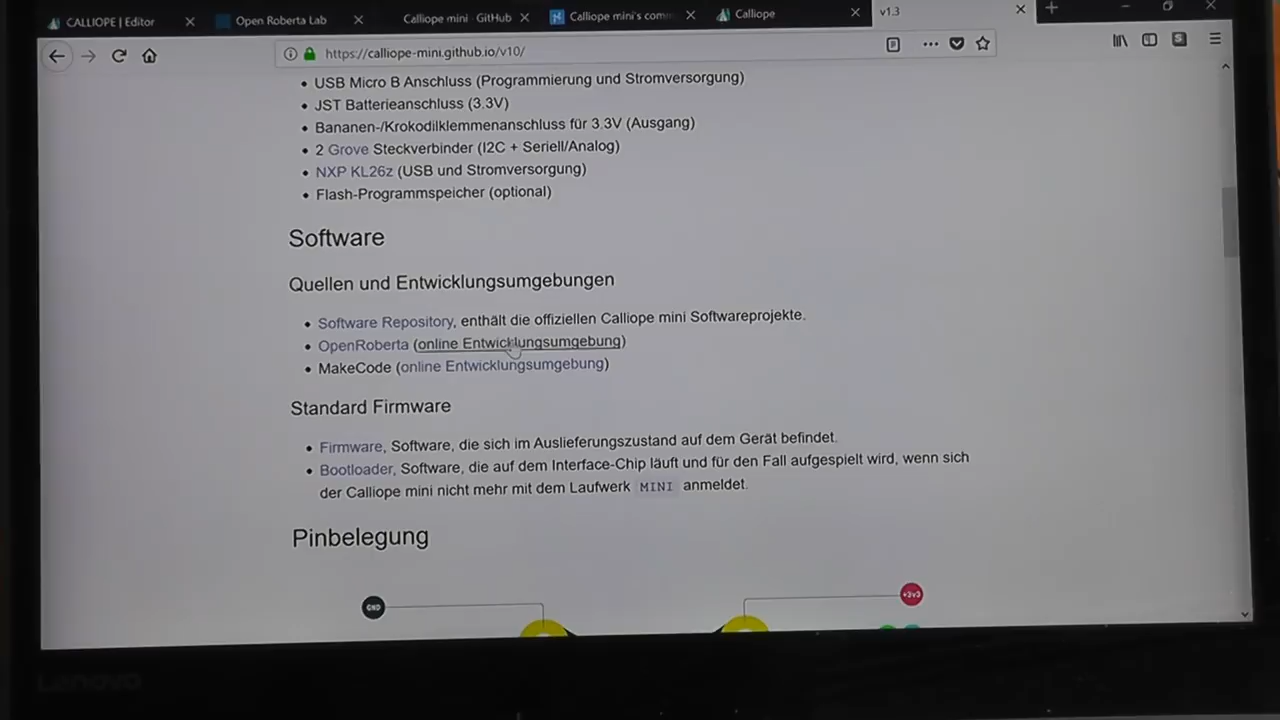 CALLIOPE | Editor
Open Roberta Lab
Calliope mini · GitHub
Calliope mini's comm
Calliope
v1.3
https://calliope-mini.github.io/v10/
• USB Micro B Anschluss (Programmierung und Stromversorgung)
• JST Batterieanschluss (3.3V)
• Bananen-/Krokodilklemmenanschluss für 3.3V (Ausgang)
• 2 Grove Steckverbinder (I2C + Seriell/Analog)
• NXP KL26z (USB und Stromversorgung)
• Flash-Programmspeicher (optional)
Software
Quellen und Entwicklungsumgebungen
• Software Repository, enthält die offiziellen Calliope mini Softwareprojekte.
• OpenRoberta (online Entwicklungsumgebung)
• MakeCode (online Entwicklungsumgebung)
Standard Firmware
• Firmware, Software, die sich im Auslieferungszustand auf dem Gerät befindet.
• Bootloader, Software, die auf dem Interface-Chip läuft und für den Fall aufgespielt wird, wenn sich
der Calliope mini nicht mehr mit dem Laufwerk MINI anmeldet.
Pinbelegung
GND
+3v3
Lenovo